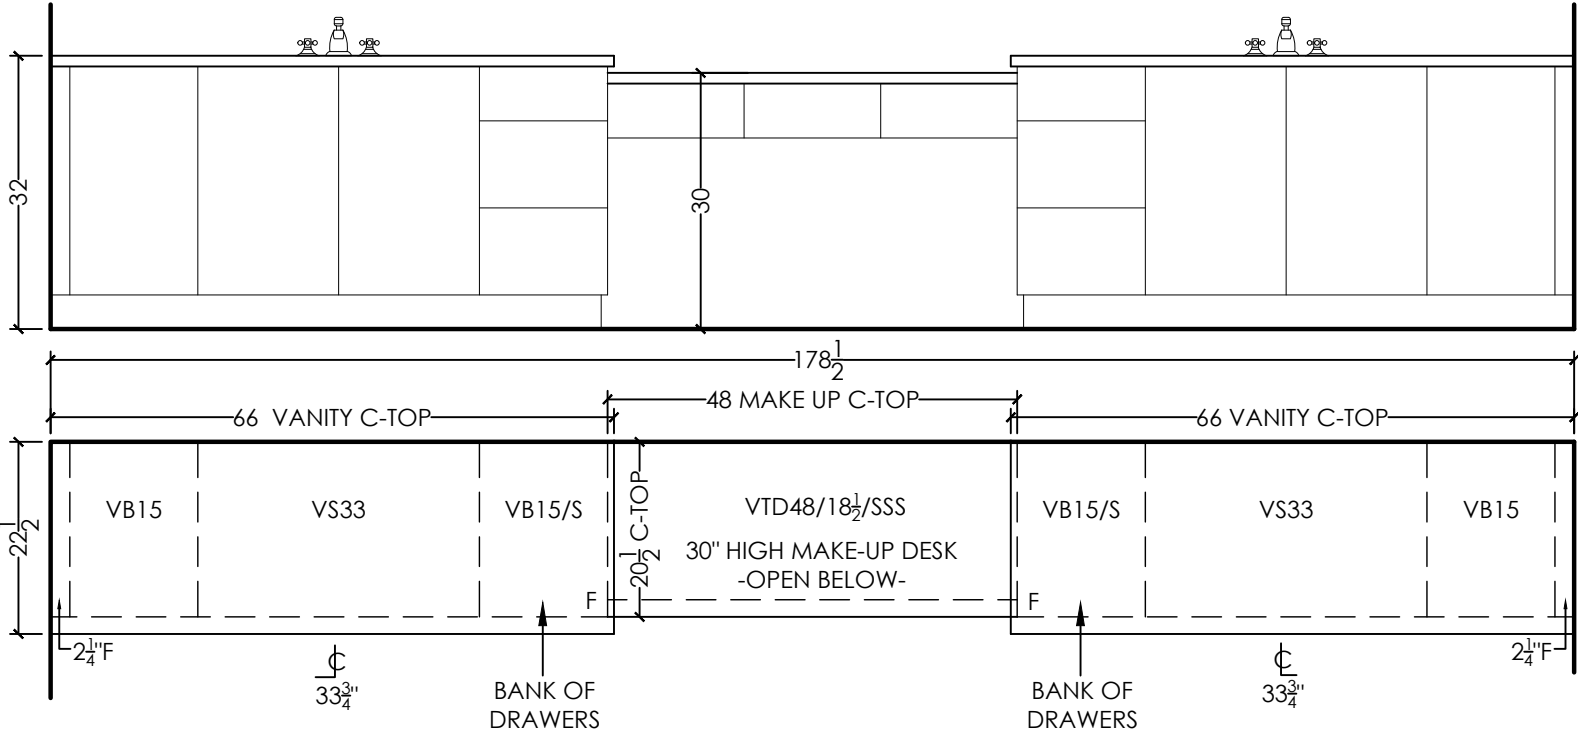 32
30
178 1/2
48 MAKE UP C-TOP
66 VANITY C-TOP
66 VANITY C-TOP
22 1/2
VB15
VS33
VB15/S
20 1/2 C-TOP
VTD48/18 1/2/SSS
30" HIGH MAKE-UP DESK
-OPEN BELOW-
VB15/S
VS33
VB15
F
F
2 1/4"F
2 1/4"F
C
33 3/4"
C
33 3/4"
BANK OF
DRAWERS
BANK OF
DRAWERS